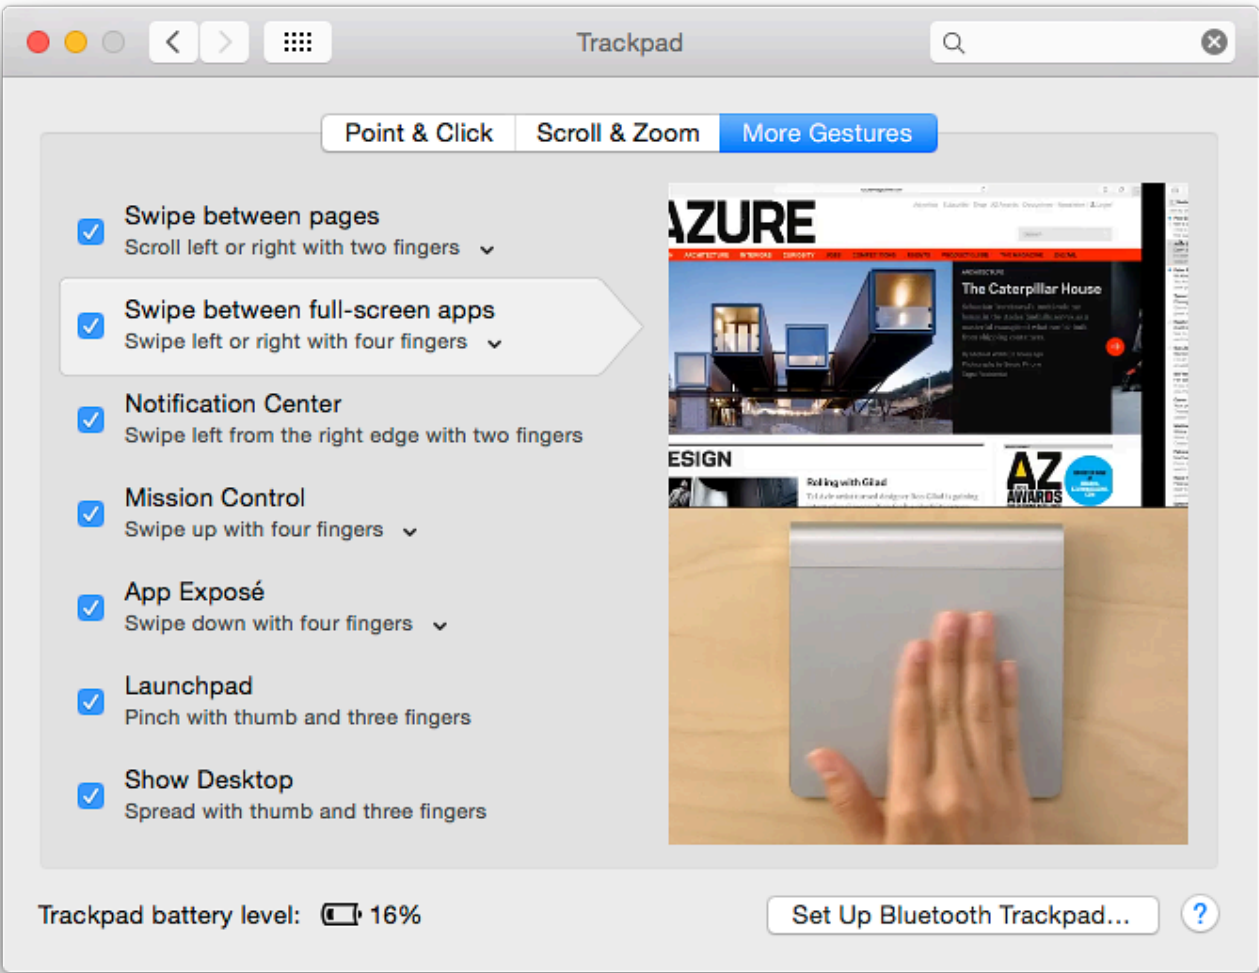 Trackpad
Point & Click
Scroll & Zoom
More Gestures
Swipe between pages
Scroll left or right with two fingers
Swipe between full-screen apps
Swipe left or right with four fingers
Notification Center
Swipe left from the right edge with two fingers
Mission Control
Swipe up with four fingers
App Exposé
Swipe down with four fingers
Launchpad
Pinch with thumb and three fingers
Show Desktop
Spread with thumb and three fingers
AZURE
ARCHITECTURE INTERIORS CURIOSITY
ARCHITECTURE
The Caterpillar House
ESIGN
Rolling with Gilad
AZ
AWARDS
Trackpad battery level: 16%
Set Up Bluetooth Trackpad...
?